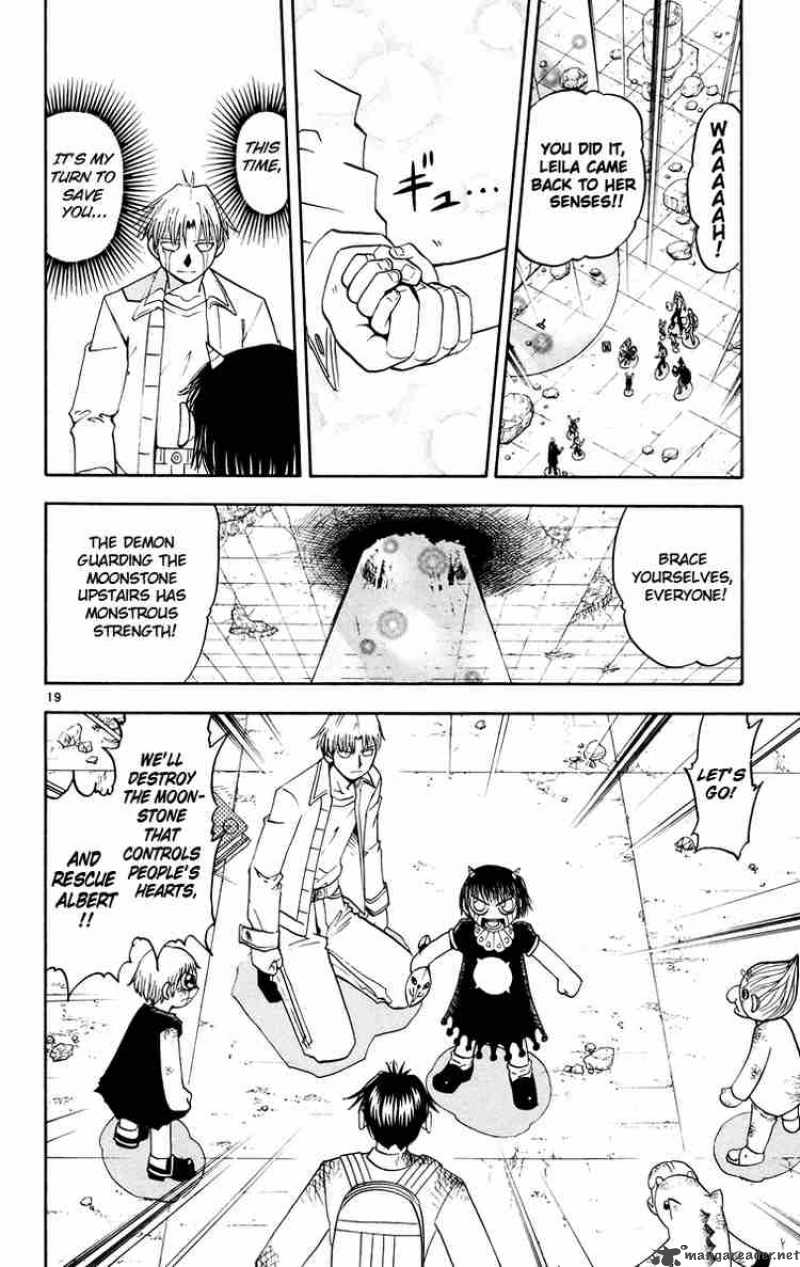 WAAAAAH!
YOU DID IT,
LEILA CAME
BACK TO HER
SENSES!!
ギュ...
THIS
TIME,
IT'S MY
TURN TO
SAVE
YOU...
BRACE
YOURSELVES,
EVERYONE!
THE DEMON
GUARDING THE
MOONSTONE
UPSTAIRS HAS
MONSTROUS
STRENGTH!
19
LET'S
GO!
WE'LL
DESTROY
THE MOON-
STONE
THAT
CONTROLS
PEOPLE'S
HEARTS,
AND
RESCUE
ALBERT
!!
mangareader.net